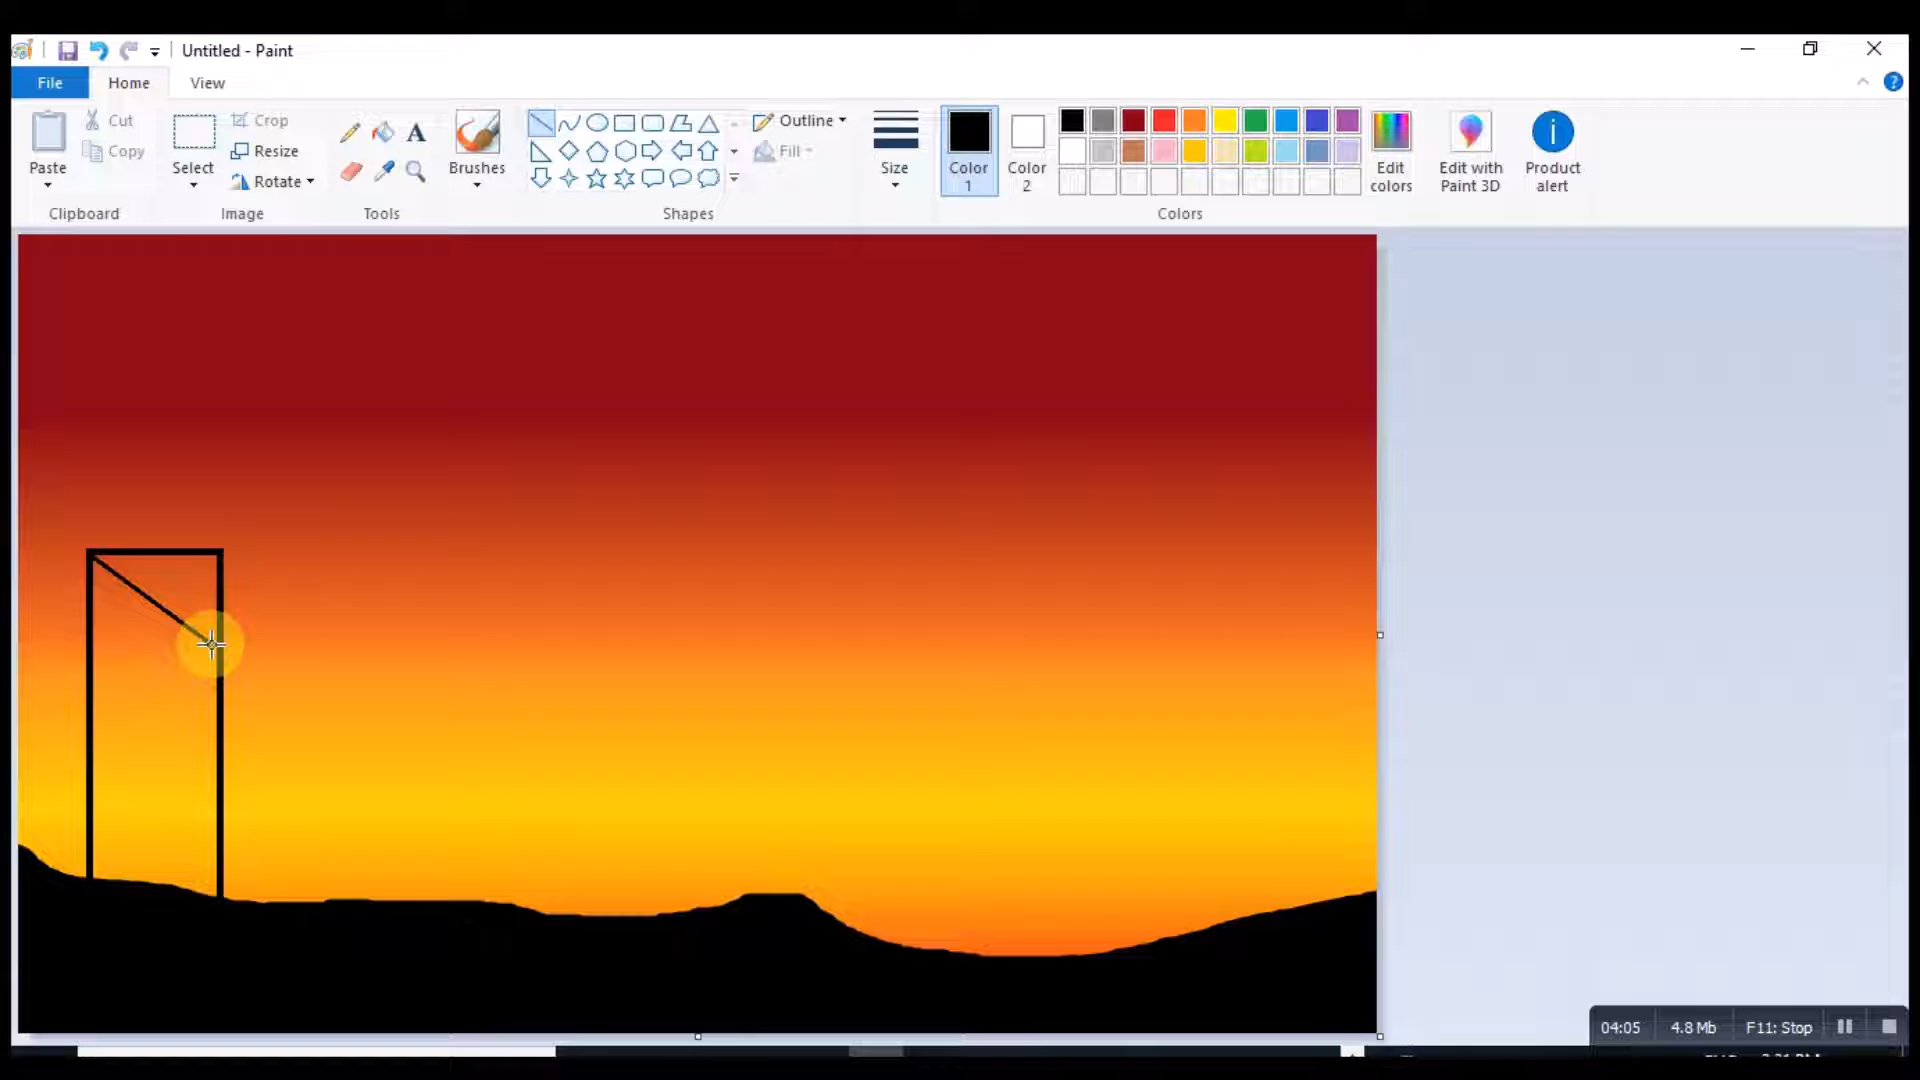 Untitled - Paint
File Home View
Paste
Cut
Copy
Clipboard
Select
Crop
Resize
Rotate
Image
A
Tools
Brushes
Shapes
Outline
Fill
Size
Color 1
Color 2
Colors
Edit colors
Edit with Paint 3D
Product alert
04:05 4.8 Mb F11: Stop